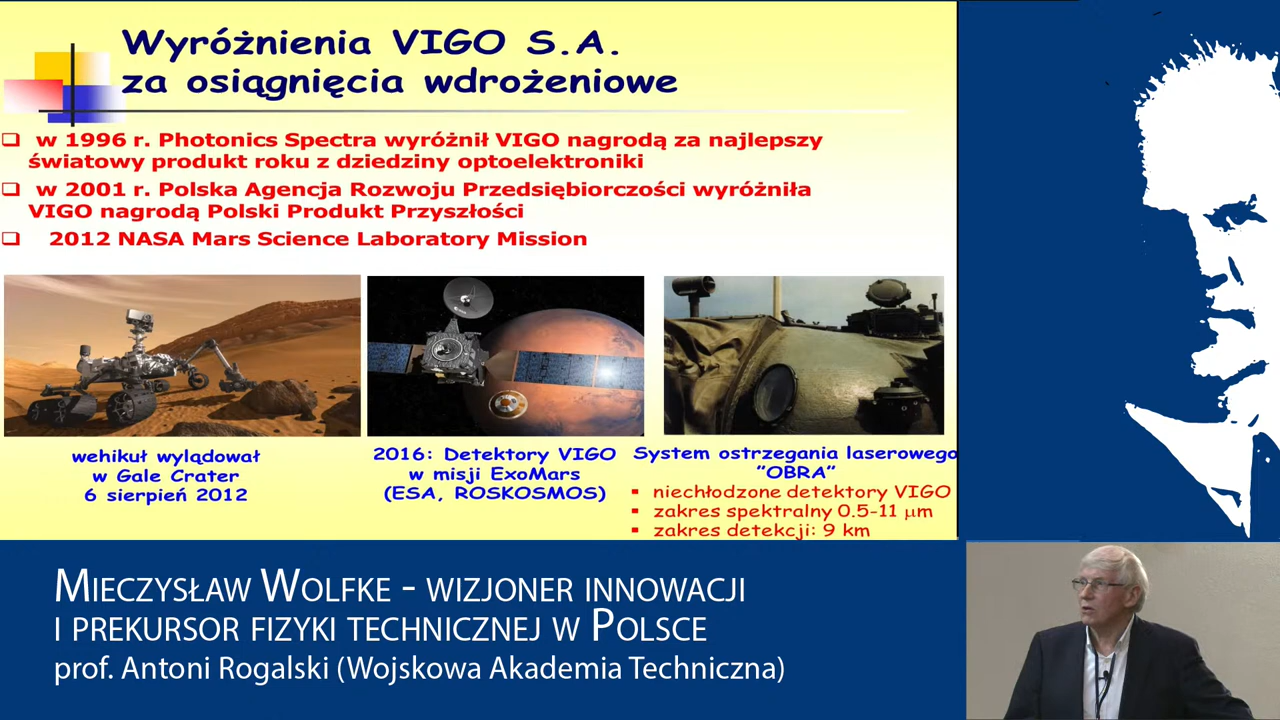 Wyróżnienia VIGO S.A.
za osiągnięcia wdrożeniowe
❑ w 1996 r. Photonics Spectra wyróżnił VIGO nagrodą za najlepszy
światowy produkt roku z dziedziny optoelektroniki
❑ w 2001 r. Polska Agencja Rozwoju Przedsiębiorczości wyróżniła
VIGO nagrodą Polski Produkt Przyszłości
❑ 2012 NASA Mars Science Laboratory Mission
wehikuł wylądował
w Gale Crater
6 sierpień 2012
2016: Detektory VIGO
w misji ExoMars
(ESA, ROSKOSMOS)
System ostrzegania laserowego
"OBRA"
▪ niechłodzone detektory VIGO
▪ zakres spektralny 0.5-11 μm
▪ zakres detekcji: 9 km
Mieczysław Wolfke - wizjoner innowacji
i prekursor fizyki technicznej w Polsce
prof. Antoni Rogalski (Wojskowa Akademia Techniczna)